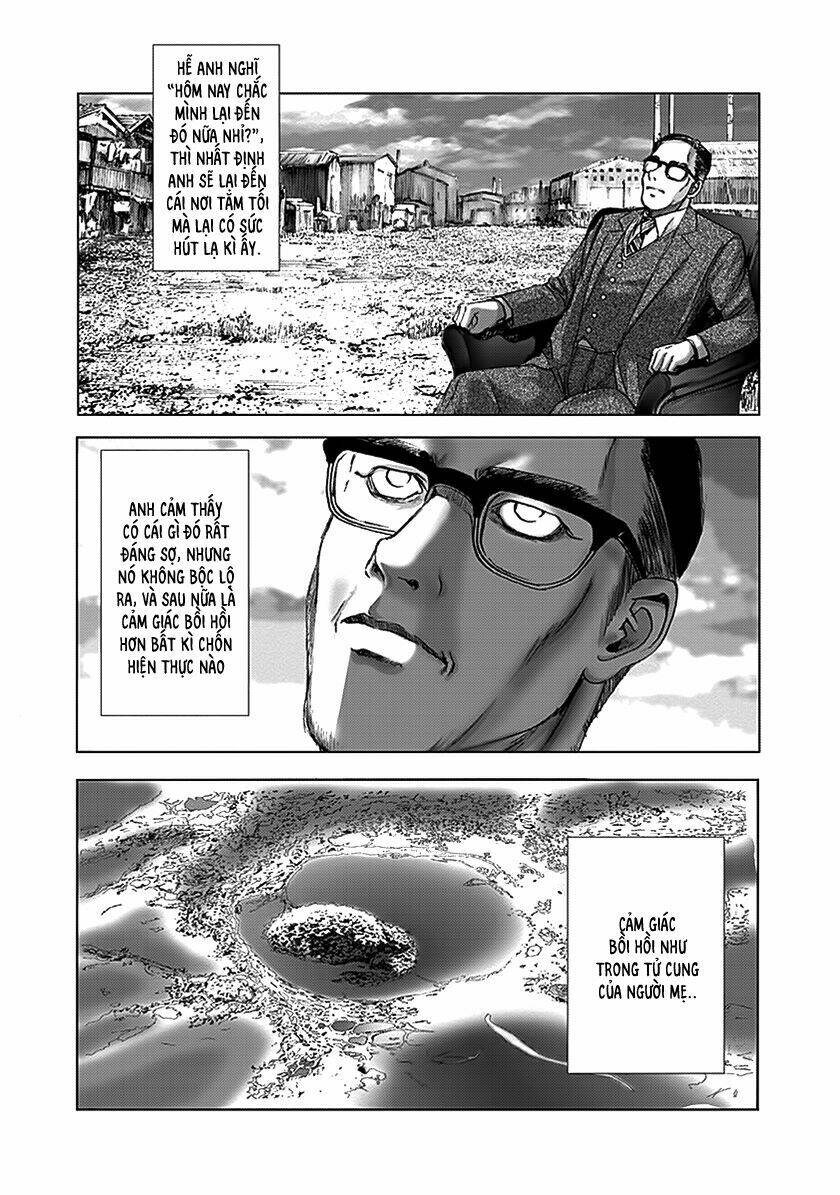 HỄ ANH NGHĨ
“HÔM NAY CHẮC
MÌNH LẠI ĐẾN
ĐÓ NỮA NHỈ?”,
THÌ NHẤT ĐỊNH
ANH SẼ LẠI ĐẾN
CÁI NƠI TẰM TỐI
MÀ LẠI CÓ SỨC
HÚT LẠ KÌ ẤY.
ANH CẢM THẤY
CÓ CÁI GÌ ĐÓ RẤT
ĐÁNG SỢ, NHƯNG
NÓ KHÔNG BỘC LỘ
RA, VÀ SAU NỮA LÀ
CẢM GIÁC BỒI HỒI
HƠN BẤT KÌ CHỐN
HIỆN THỰC NÀO
CẢM GIÁC
BỒI HỒI NHƯ
TRONG TỬ CUNG
CỦA NGƯỜI MẸ..